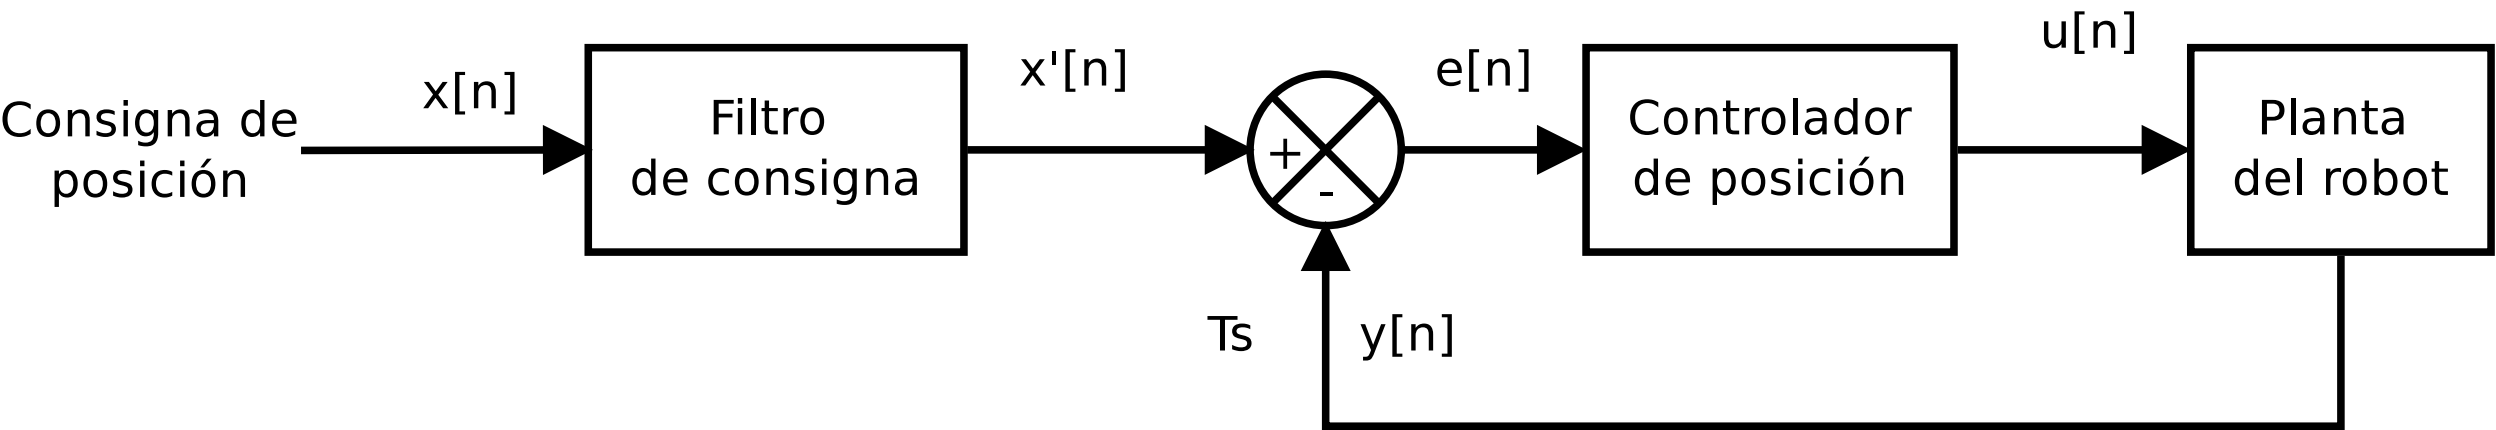 Consigna de
posición
x[n]
Filtro
de consigna
x'[n]
+
-
e[n]
Controlador
de posición
u[n]
Planta
del robot
Ts
y[n]